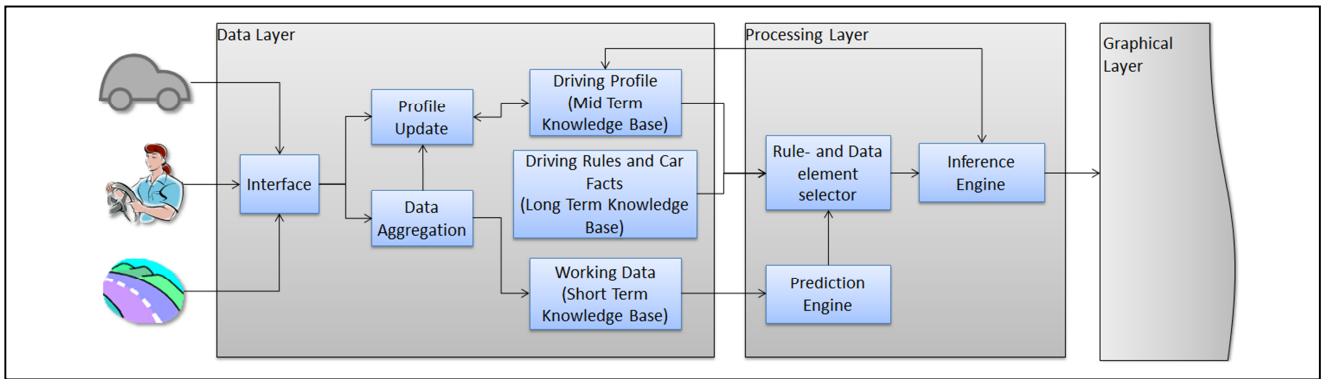 Data Layer
Interface
Profile
Update
Data
Aggregation
Driving Profile
(Mid Term
Knowledge Base)
Driving Rules and Car
Facts
(Long Term Knowledge
Base)
Working Data
(Short Term
Knowledge Base)
Processing Layer
Rule- and Data
element
selector
Prediction
Engine
Inference
Engine
Graphical
Layer